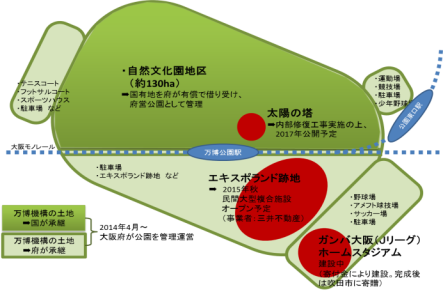 ・自然文化園地区
（約130ha）
➡国有地を府が有償で借り受け、
府営公園として管理
・テニスコート
・フットサルコート
・スポーツハウス
・駐車場 など
・運動場
・競技場
・駐車場
・少年野球
太陽の塔
➡内部修復工事実施の上、
2017年公開予定
公園東口駅
大阪モノレール
万博公園駅
・駐車場
・エキスポランド跡地 など
エキスポランド跡地
➡ 2015年秋
民間大型複合施設
オープン予定
（事業者：三井不動産）
・野球場
・アメフト球技場
・サッカー場
・駐車場
万博機構の土地
➡国が承継
万博機構の土地
➡府が承継
2014年4月～
大阪府が公園を管理運営
ガンバ大阪（Jリーグ）
ホームスタジアム
建設中
（寄付金により建設。完成後
は吹田市に寄贈）